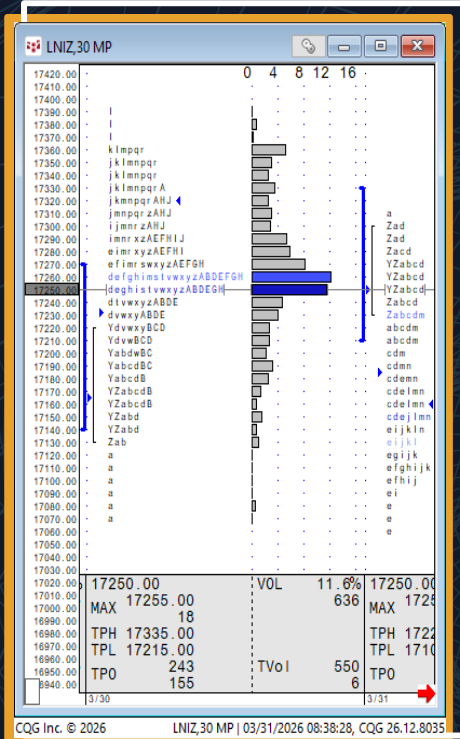 LNIZ,30 MP
0 4 8 12 16
17420.00
17410.00
17400.00
17390.00 l
17380.00 l
17370.00 l
17360.00 klmpqr
17350.00 jklmnpqr
17340.00 jklmnpqr
17330.00 jklmnpqrA
17320.00 jkmnpqrAHJ
17310.00 jmnpqrzAHJ a
17300.00 ijmnrzAHJ Zad
17290.00 imnrxzAEFHIJ Zad
17280.00 eimrxyzAEFHI Zacd
17270.00 efimrswxyzAEFGH YZabcd
17260.00 defghimstvwxyzABDEFGH YZabcd
17250.00 deghistvwxyzABDEGH YZabcd
17240.00 dtvwxyzABDE Zabcd
17230.00 dvwxyABDE Zabcdm
17220.00 YdvwxyBCD abcdm
17210.00 YdvwBCD abcdm
17200.00 YabdwBC cdm
17190.00 YabcdBC cdmn
17180.00 YabcdB cdemn
17170.00 YZabcdB cdelmn
17160.00 YZabcdB cdelmn
17150.00 YZabd cdejlmn
17140.00 YZabd eijkln
17130.00 Zab eijkl
17120.00 a egijk
17110.00 a efghijk
17100.00 a efhij
17090.00 a ei
17080.00 a e
17070.00 a e
17060.00 e
17050.00
17040.00
17030.00
17020.00 17250.00 VOL 11.6% 17250.00
17010.00 MAX 17255.00 636 MAX
17000.00 18
16990.00
16980.00 TPH 17335.00 TPH
16970.00 TPL 17215.00 TPL
16960.00 TPO 243 TVol 550 TPO
16950.00 155 6
16940.00
3/30 3/31
CQG Inc. © 2026 LNIZ,30 MP | 03/31/2026 08:38:28, CQG 26.12.8035